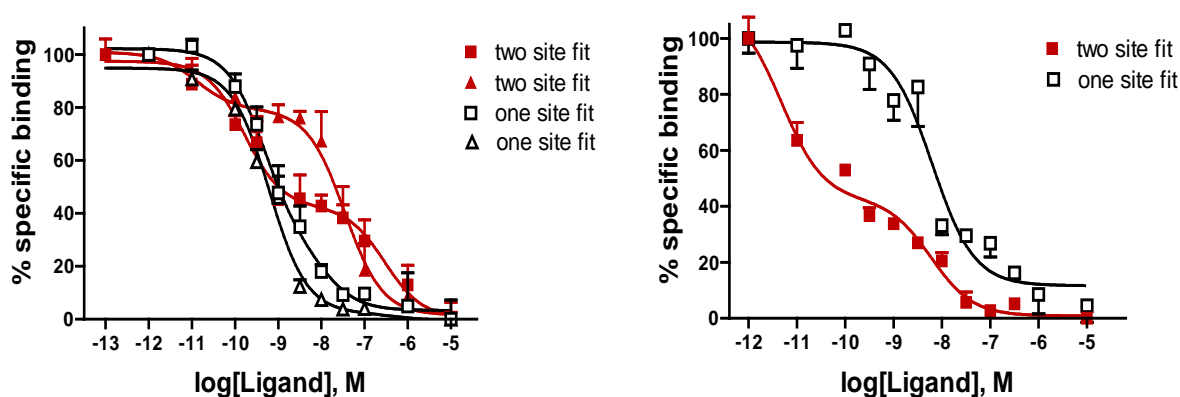 % specific binding
100
80
60
40
20
0
-13 -12 -11 -10 -9 -8 -7 -6 -5
log[Ligand], M
two site fit
two site fit
one site fit
one site fit
% specific binding
100
80
60
40
20
0
-12 -11 -10 -9 -8 -7 -6 -5
log[Ligand], M
two site fit
one site fit